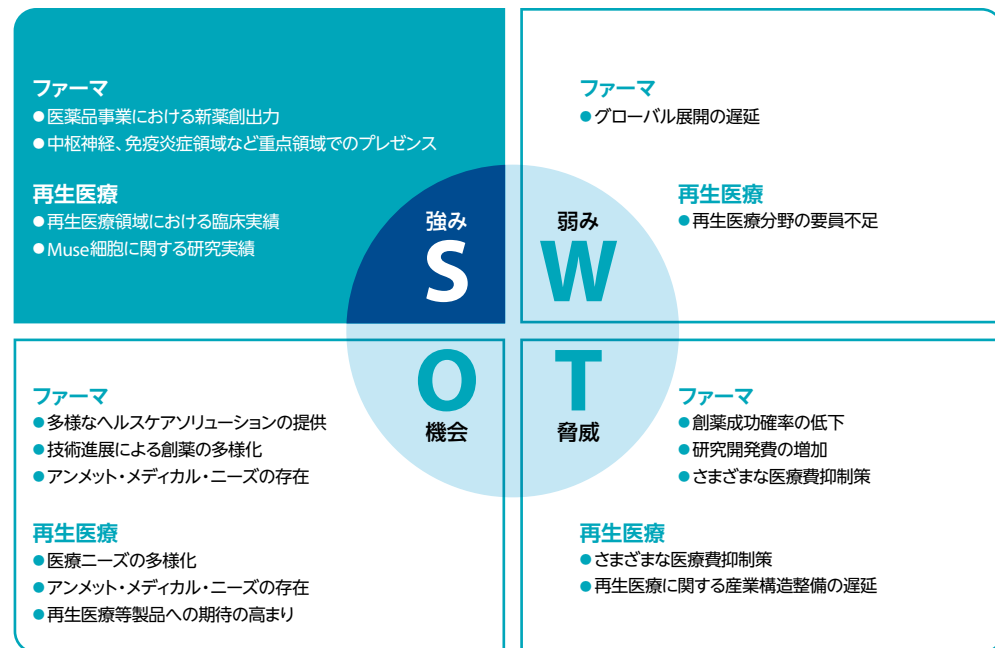 ファーマ
●医薬品事業における新薬創出力
●中枢神経、免疫炎症領域など重点領域でのプレゼンス
再生医療
●再生医療領域における臨床実績
●Muse細胞に関する研究実績
強み
S
ファーマ
●グローバル展開の遅延
再生医療
●再生医療分野の要員不足
弱み
W
O
機会
ファーマ
●多様なヘルスケアソリューションの提供
●技術進展による創薬の多様化
●アンメット・メディカル・ニーズの存在
再生医療
●医療ニーズの多様化
●アンメット・メディカル・ニーズの存在
●再生医療等製品への期待の高まり
T
脅威
ファーマ
●創薬成功確率の低下
●研究開発費の増加
●さまざまな医療費抑制策
再生医療
●さまざまな医療費抑制策
●再生医療に関する産業構造整備の遅延